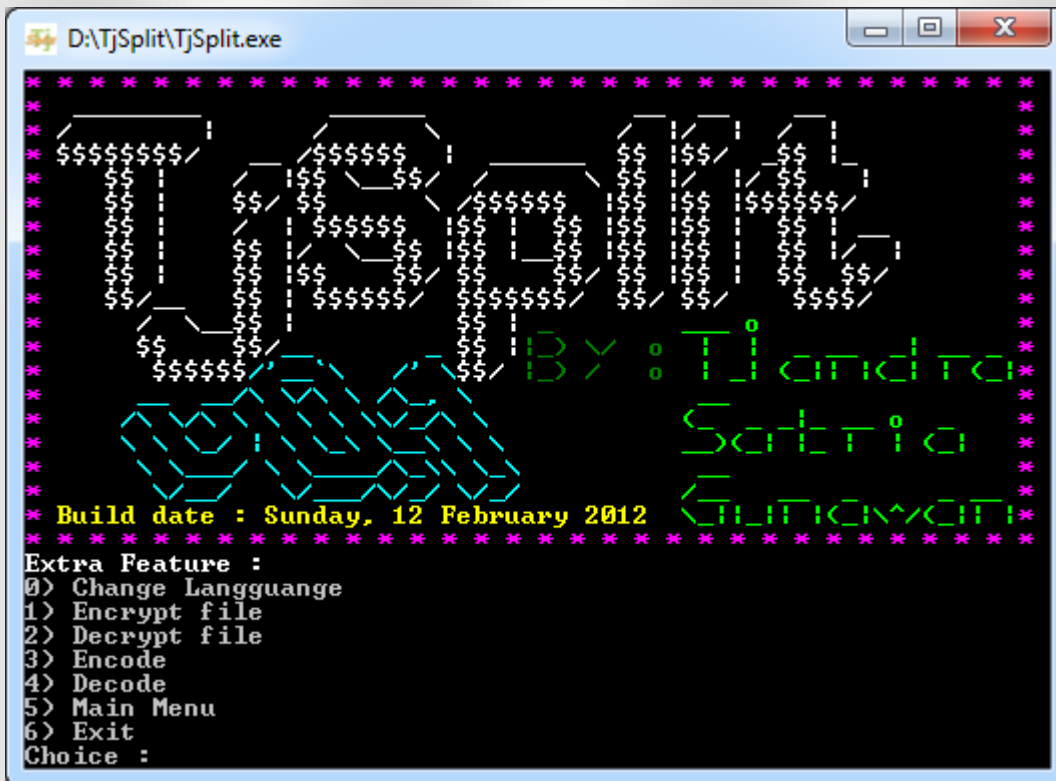 D:\TjSplit\TjSplit.exe
TjSplit
By : Tjandra
Satria
Gunawan
Build date : Sunday, 12 February 2012
Extra Feature :
0) Change Langguange
1) Encrypt file
2) Decrypt file
3) Encode
4) Decode
5) Main Menu
6) Exit
Choice :